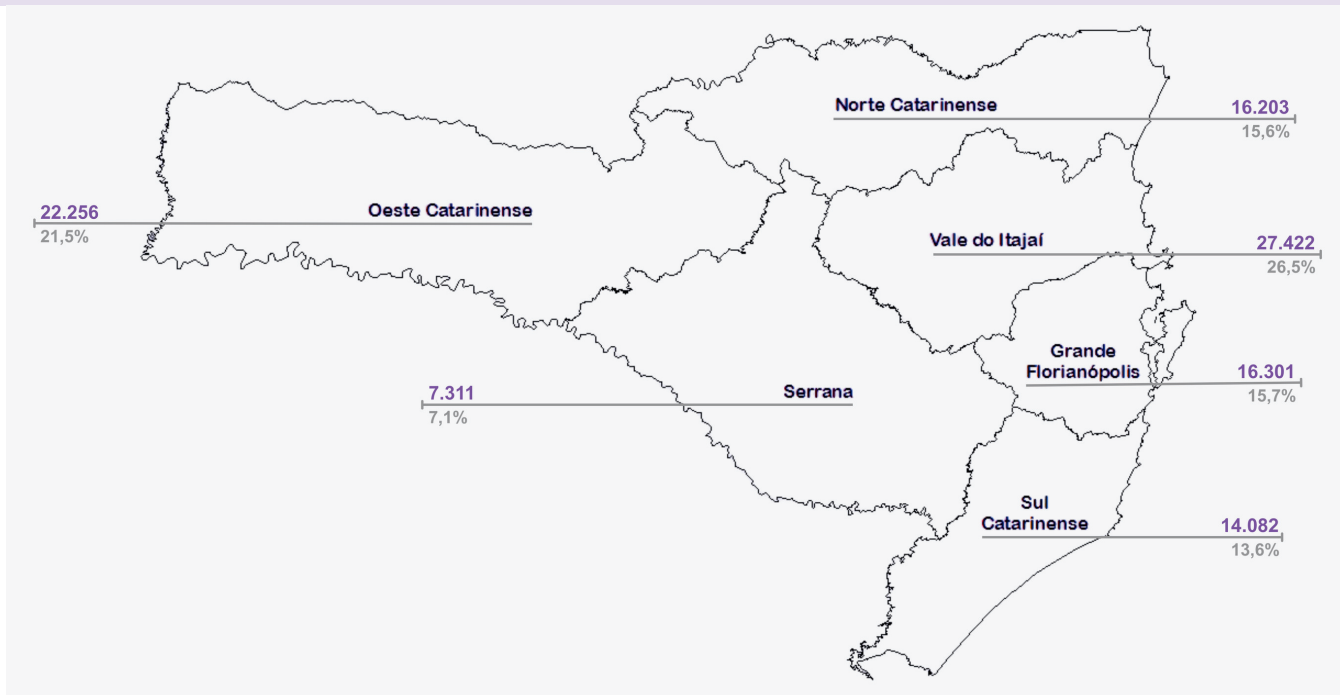 Norte Catarinense
16.203
15,6%
Oeste Catarinense
22.256
21,5%
Vale do Itajaí
27.422
26,5%
Grande
Florianópolis
16.301
15,7%
Serrana
7.311
7,1%
Sul
Catarinense
14.082
13,6%